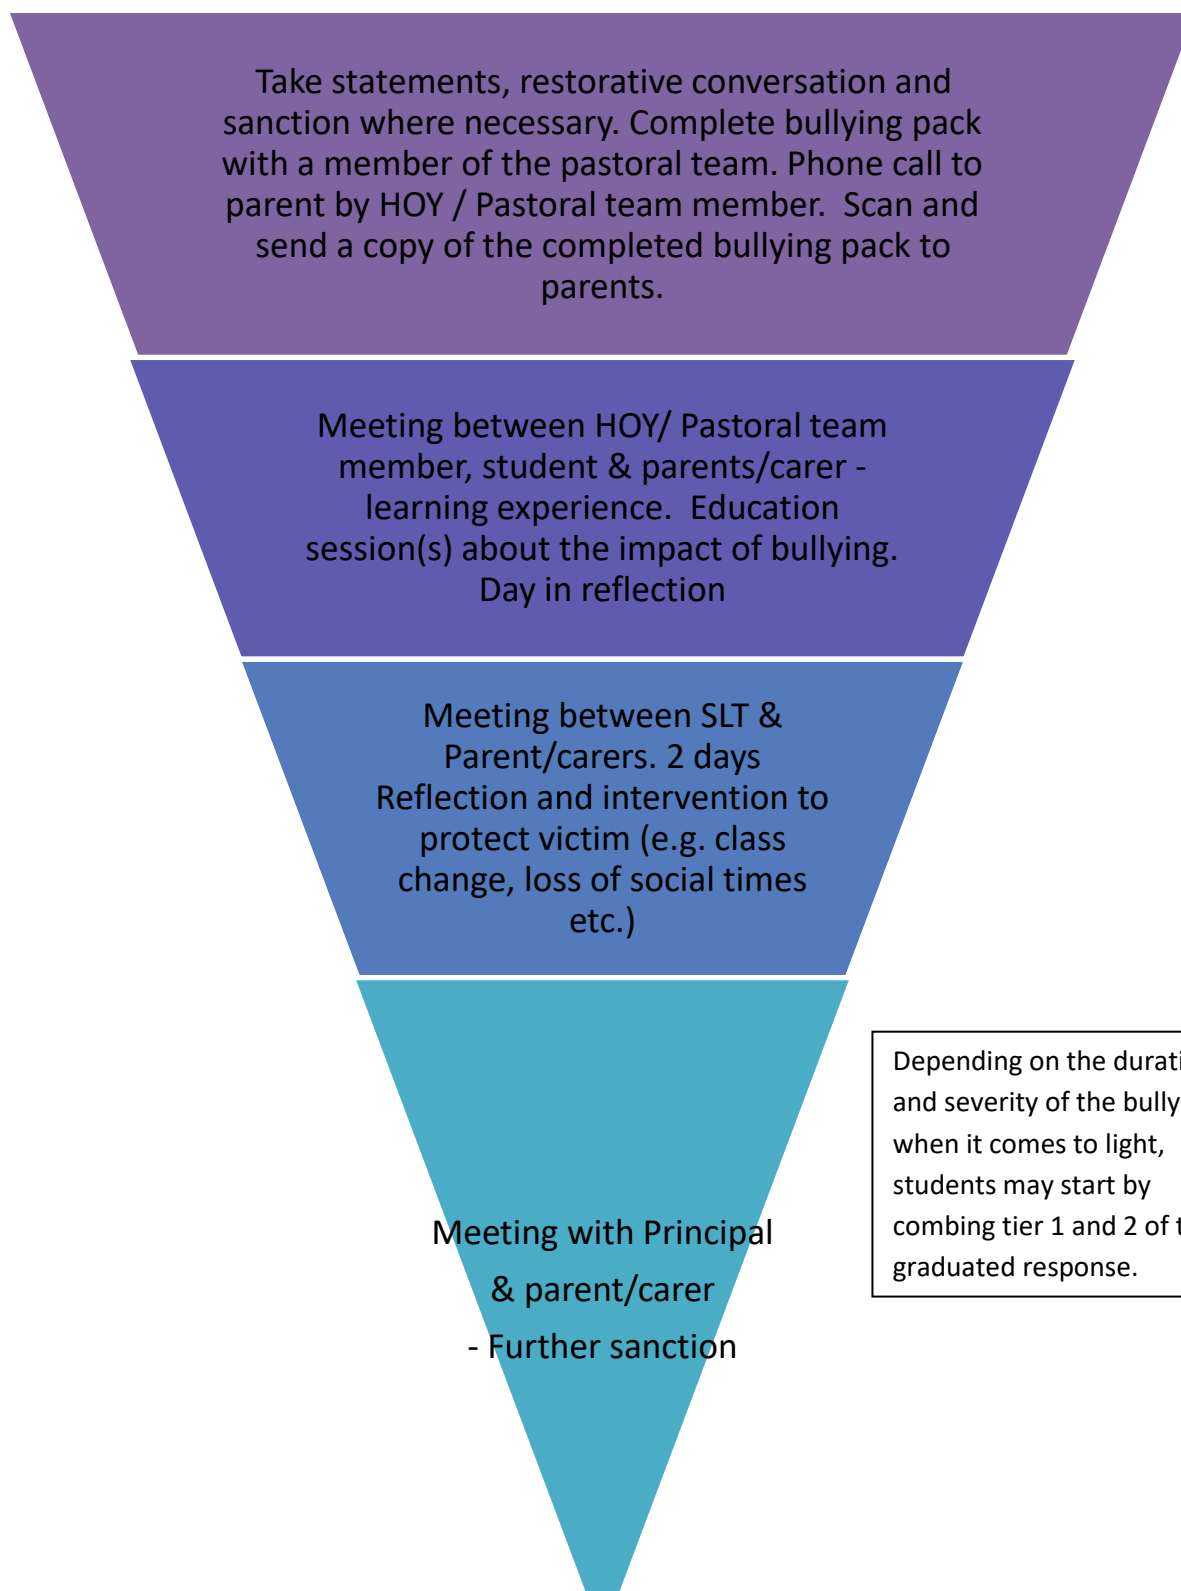 Take statements, restorative conversation and
sanction where necessary. Complete bullying pack
with a member of the pastoral team. Phone call to
parent by HOY / Pastoral team member.  Scan and
send a copy of the completed bullying pack to
parents.
Meeting between HOY/ Pastoral team
member, student & parents/carer -
learning experience.  Education
session(s) about the impact of bullying.
Day in reflection
Meeting between SLT &
Parent/carers. 2 days
Reflection and intervention to
protect victim (e.g. class
change, loss of social times
etc.)
Meeting with Principal
& parent/carer
- Further sanction
Depending on the
and severity of the
when it comes to light,
students may start by
combing tier 1 and 2 of
graduated response.